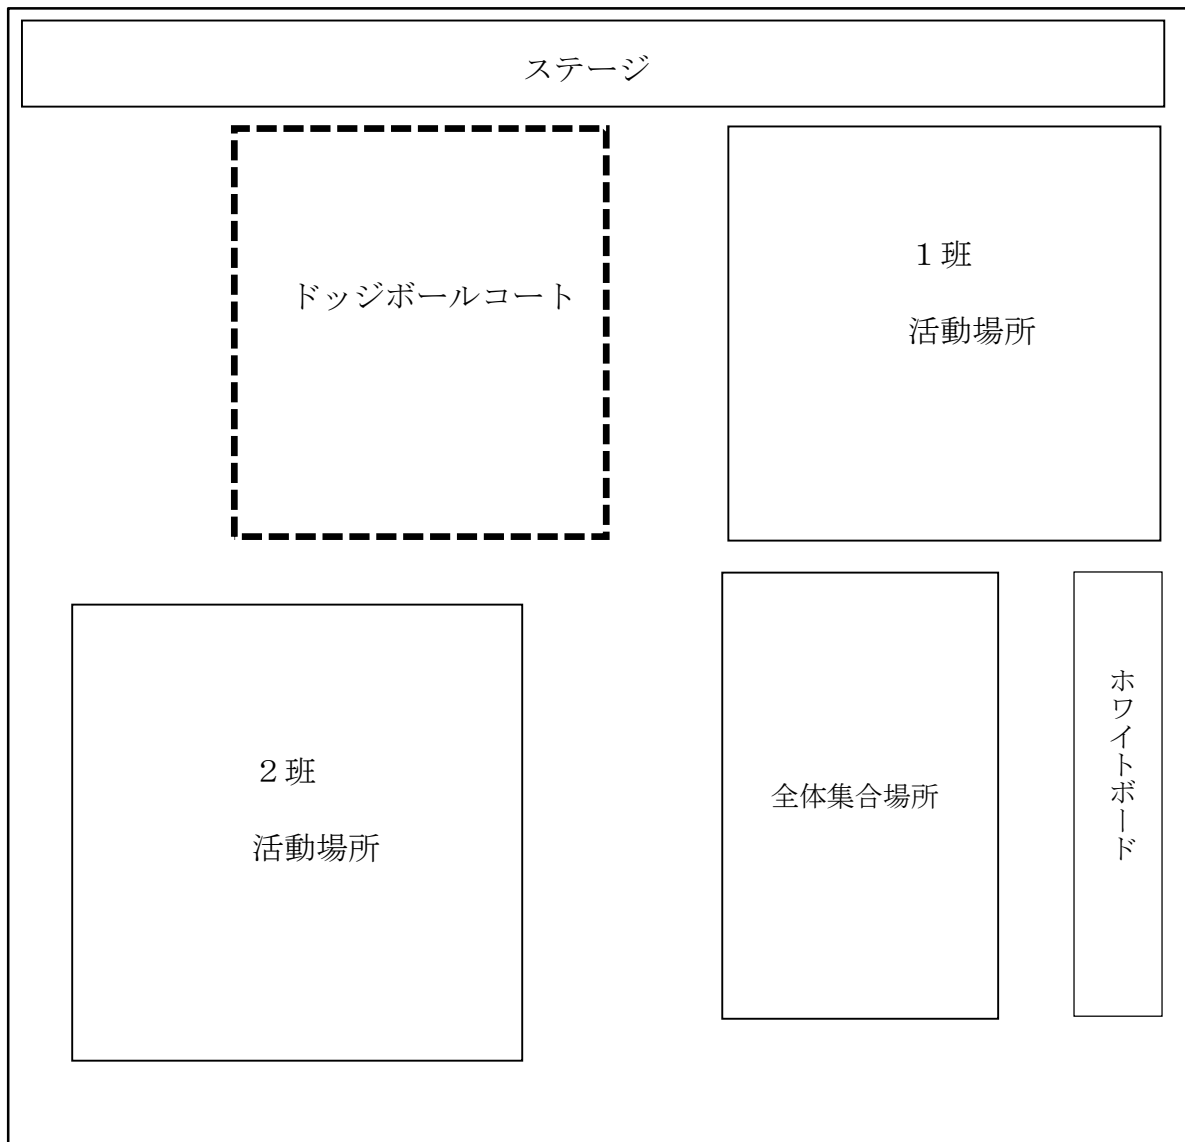 ステージ
ドッジボールコート
１班
活動場所
２班
活動場所
全体集合場所
ホワイトボード